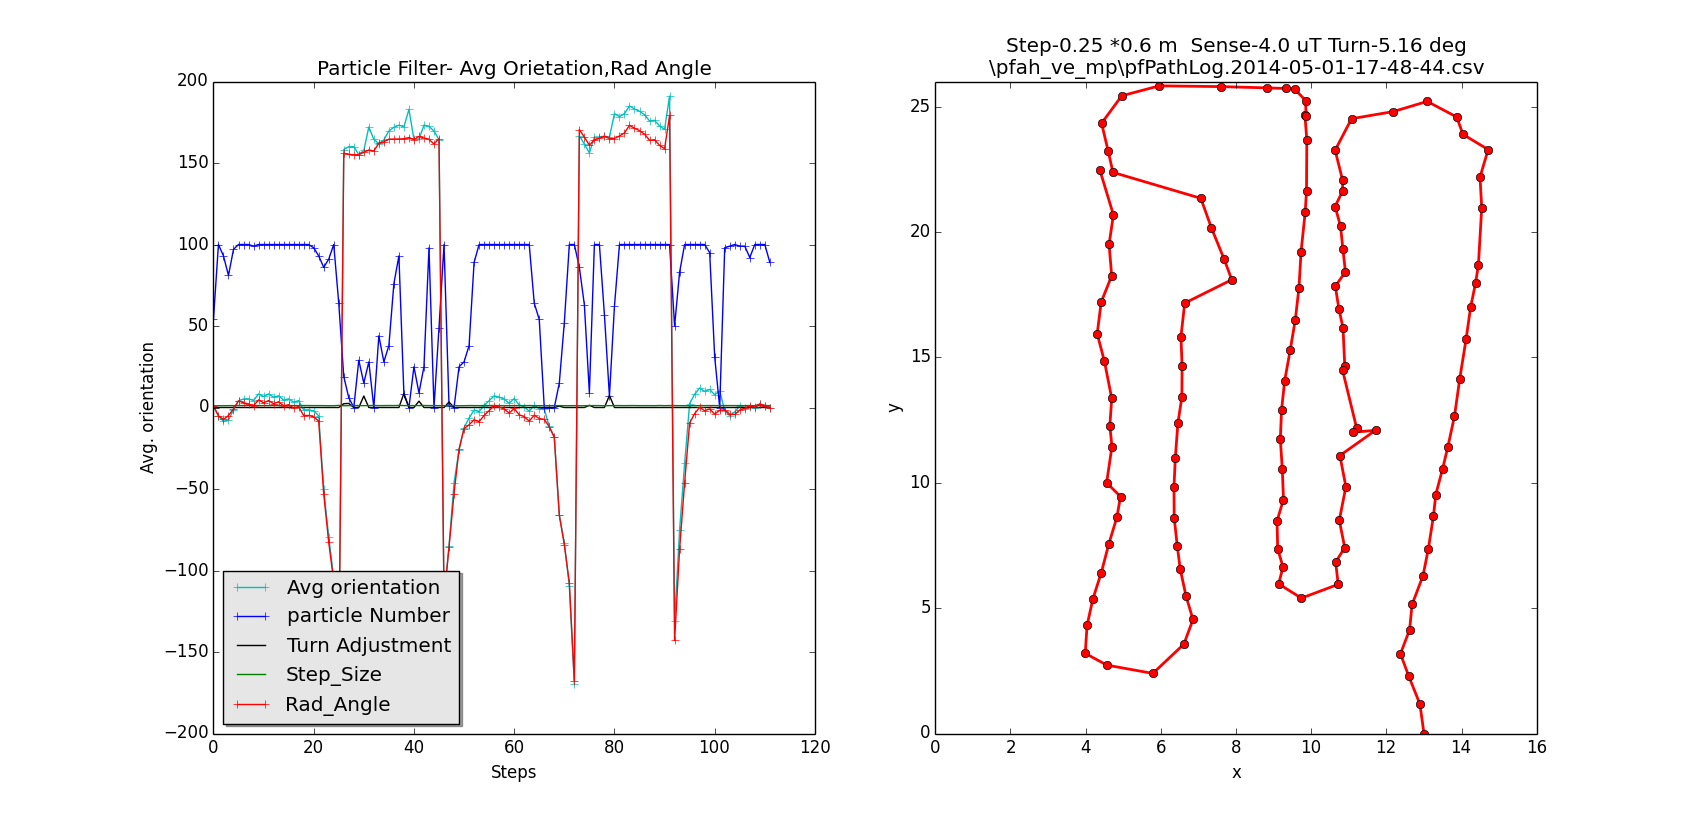 Particle Filter- Avg Orietation,Rad Angle
200
150
100
50
0
−50
−100
−150
−200
Avg. orientation
0 20 40 60 80 100 120
Steps
Avg orientation
particle Number
Turn Adjustment
Step_Size
Rad_Angle
Step-0.25 *0.6 m  Sense-4.0 uT Turn-5.16 deg
\pfah_ve_mp\pfPathLog.2014-05-01-17-48-44.csv
25
20
15
10
5
0
y
0 2 4 6 8 10 12 14 16
x